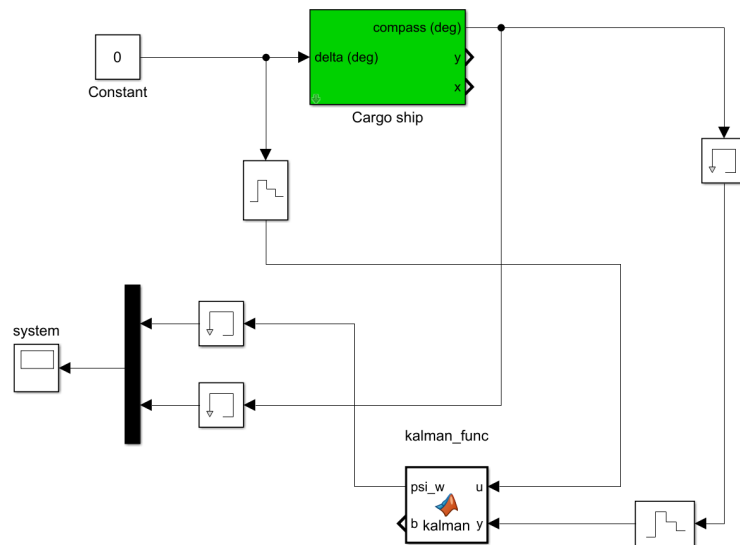 compass (deg)
0
delta (deg)
y
x
Constant
Cargo ship
system
kalman_func
psi_w
u
b
kalman
y